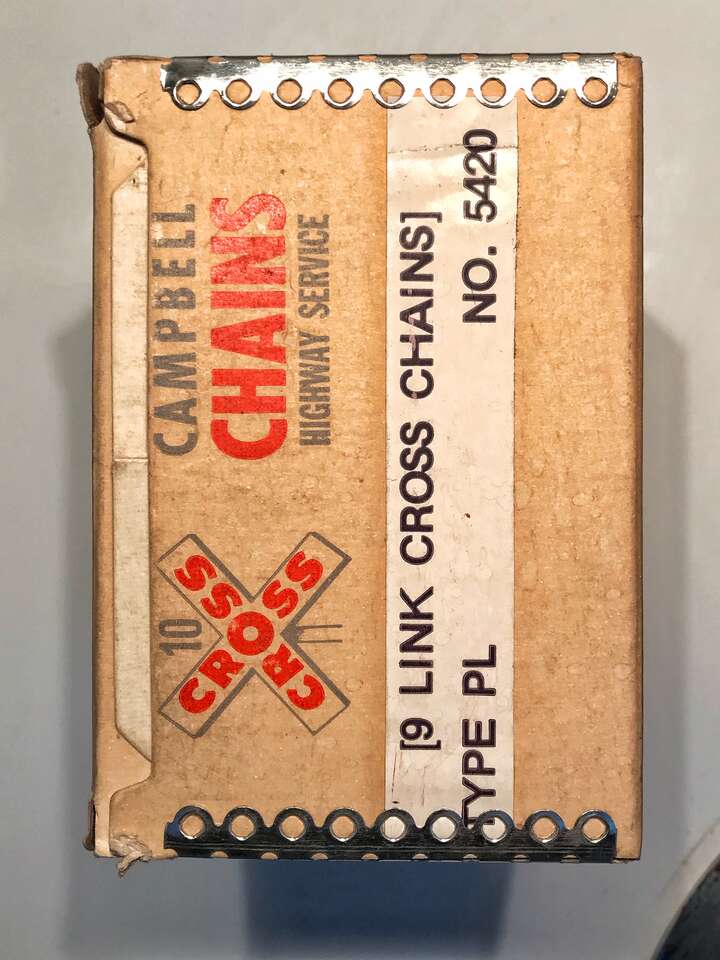 10
CROSS
CROSS
CAMPBELL
CHAINS
HIGHWAY SERVICE
[9 LINK CROSS CHAINS]
TYPE PL NO. 5420